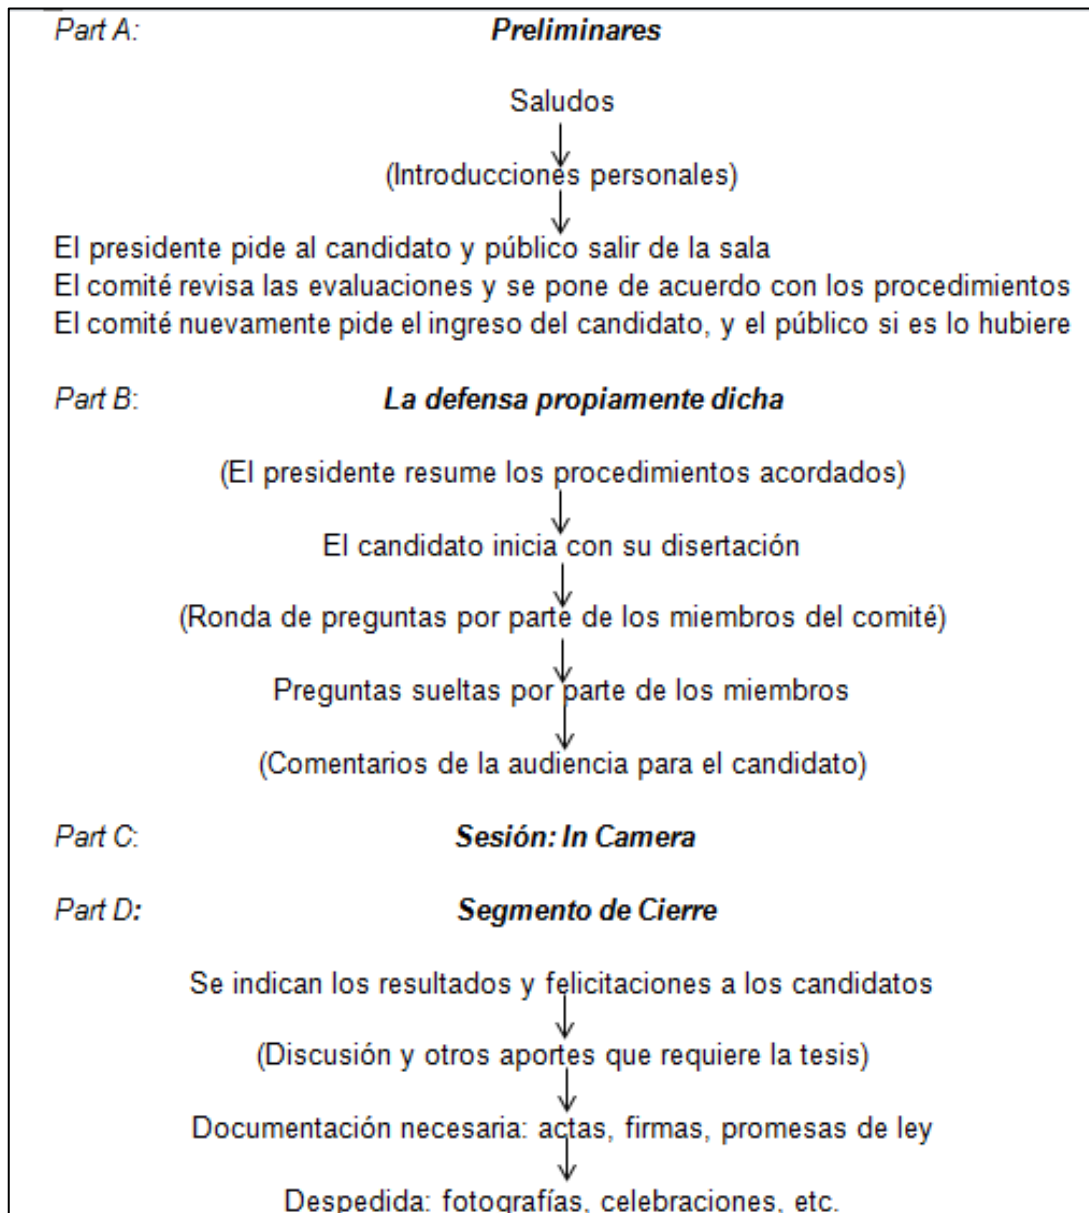 Part A: Preliminares
Saludos
(Introducciones personales)
El presidente pide al candidato y público salir de la sala
El comité revisa las evaluaciones y se pone de acuerdo con los procedimientos
El comité nuevamente pide el ingreso del candidato, y el público si es lo hubiere
Part B: La defensa propiamente dicha
(El presidente resume los procedimientos acordados)
El candidato inicia con su disertación
(Ronda de preguntas por parte de los miembros del comité)
Preguntas sueltas por parte de los miembros
(Comentarios de la audiencia para el candidato)
Part C: Sesión: In Camera
Part D: Segmento de Cierre
Se indican los resultados y felicitaciones a los candidatos
(Discusión y otros aportes que requiere la tesis)
Documentación necesaria: actas, firmas, promesas de ley
Despedida: fotografías, celebraciones, etc.